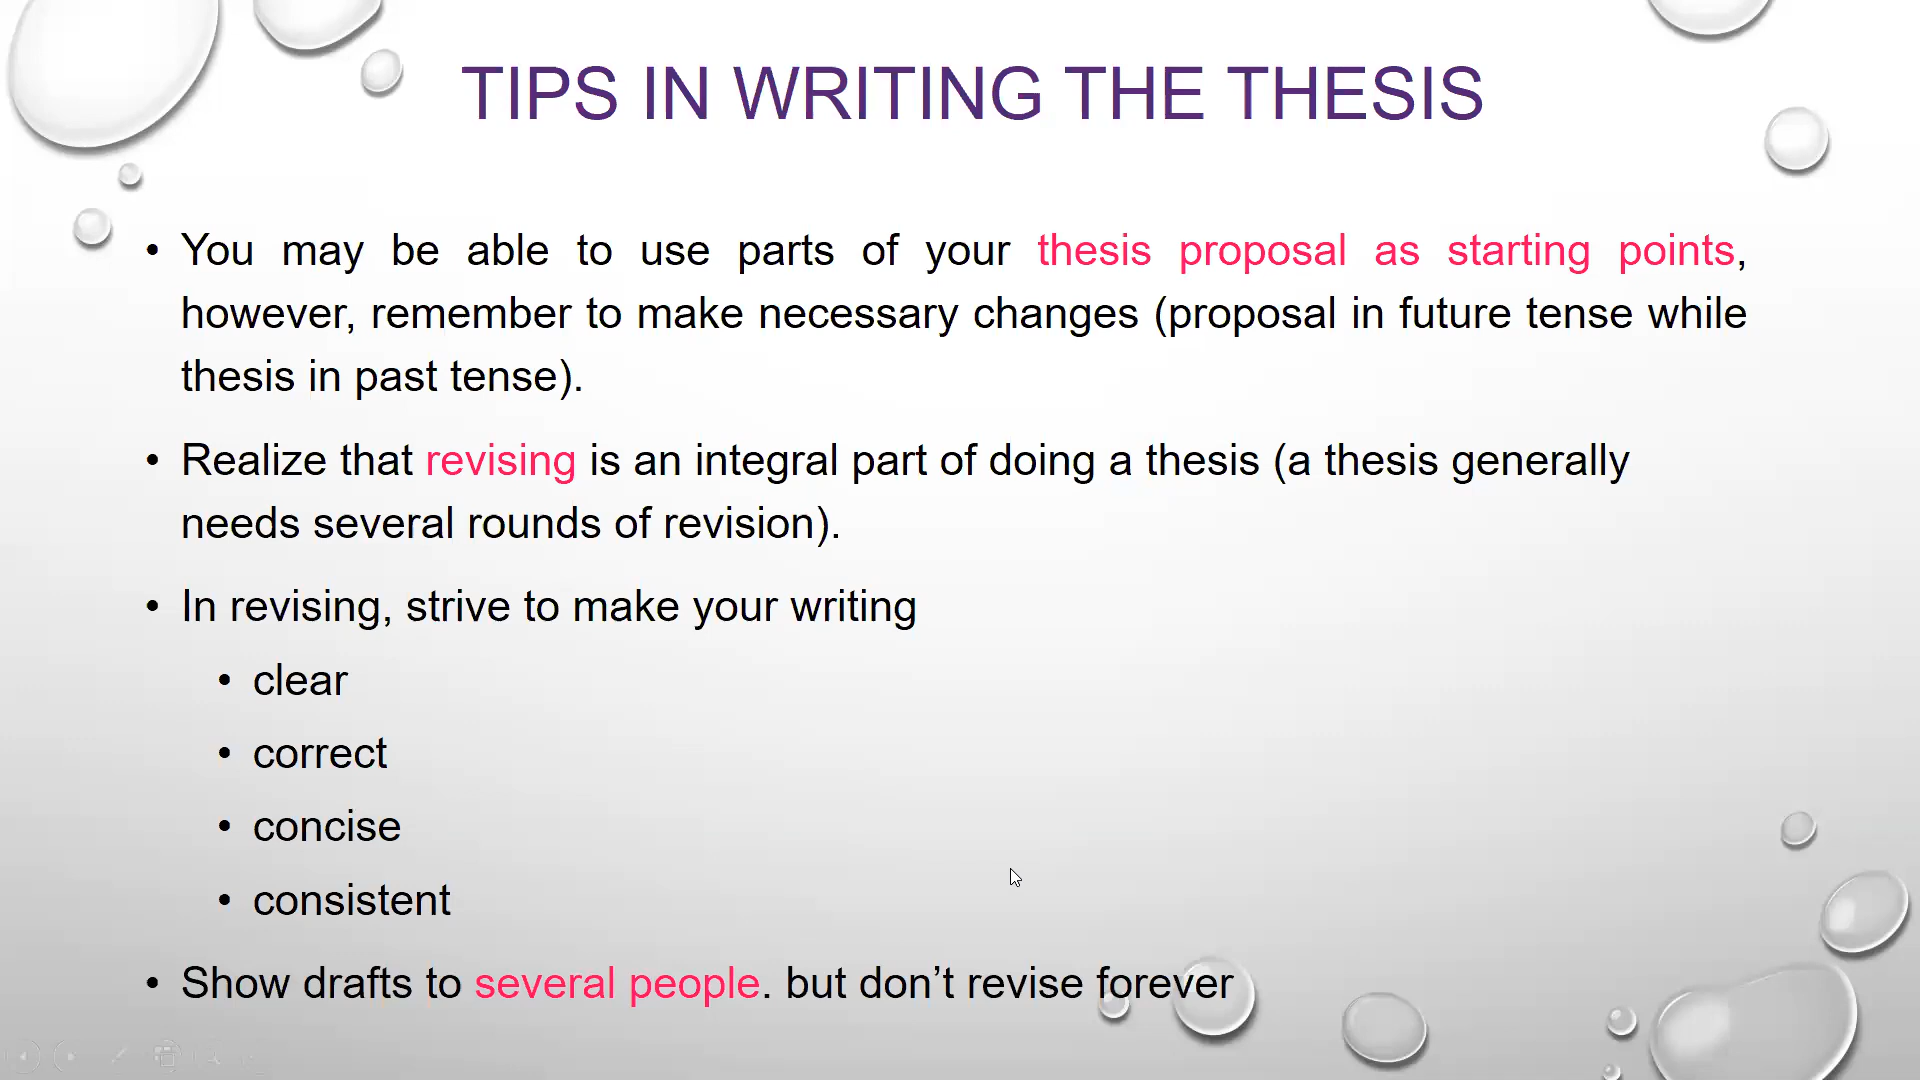 TIPS IN WRITING THE THESIS
• You may be able to use parts of your thesis proposal as starting points,
however, remember to make necessary changes (proposal in future tense while
thesis in past tense).
• Realize that revising is an integral part of doing a thesis (a thesis generally
needs several rounds of revision).
• In revising, strive to make your writing
• clear
• correct
• concise
• consistent
• Show drafts to several people. but don’t revise forever